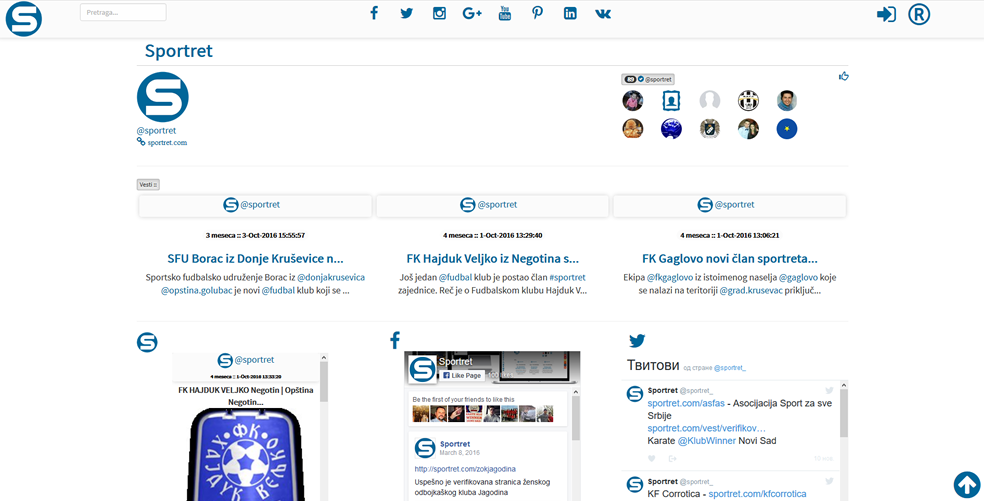 Pretraga...
Sportret
@sportret
sportret.com
@sportret
Vesti ::
@sportret
@sportret
@sportret
3 meseca :: 3-Oct-2016 15:55:57
4 meseca :: 1-Oct-2016 13:29:40
4 meseca :: 1-Oct-2016 13:06:21
SFU Borac iz Donje Kruševice n...
FK Hajduk Veljko iz Negotina s...
FK Gaglovo novi član sportreta...
Sportsko fudbalsko udruženje Borac iz @donjakrusevica
@opstina.golubac je novi @fudbal klub koji se ...
Još jedan @fudbal klub je postao član #sportret
zajednice. Reč je o Fudbalskom klubu Hajduk V...
Ekipa @fkgaglovo iz istoimenog naselja @gaglovo koje
se nalazi na teritoriji @grad.krusevac priključ...
@sportret
4 meseca :: 1-Oct-2016 13:33:20
FK HAJDUK VELJKO Negotin | Opština
Negotin...
Sportret
Like Page
Be the first of your friends to like this
Sportret
March 8, 2016
http://sportret.com/zokjagodina
Uspešno je verifikovana stranica ženskog
odbojkaškog kluba Jagodina
Твитови од стране @sportret_
Sportret @sportret_
sportret.com/asfas - Asocijacija Sport za sve
Srbije
sportret.com/vest/verifikov…
Karate @KlubWinner Novi Sad
Sportret @sportret_
KF Corrotica - sportret.com/kfcorrotica